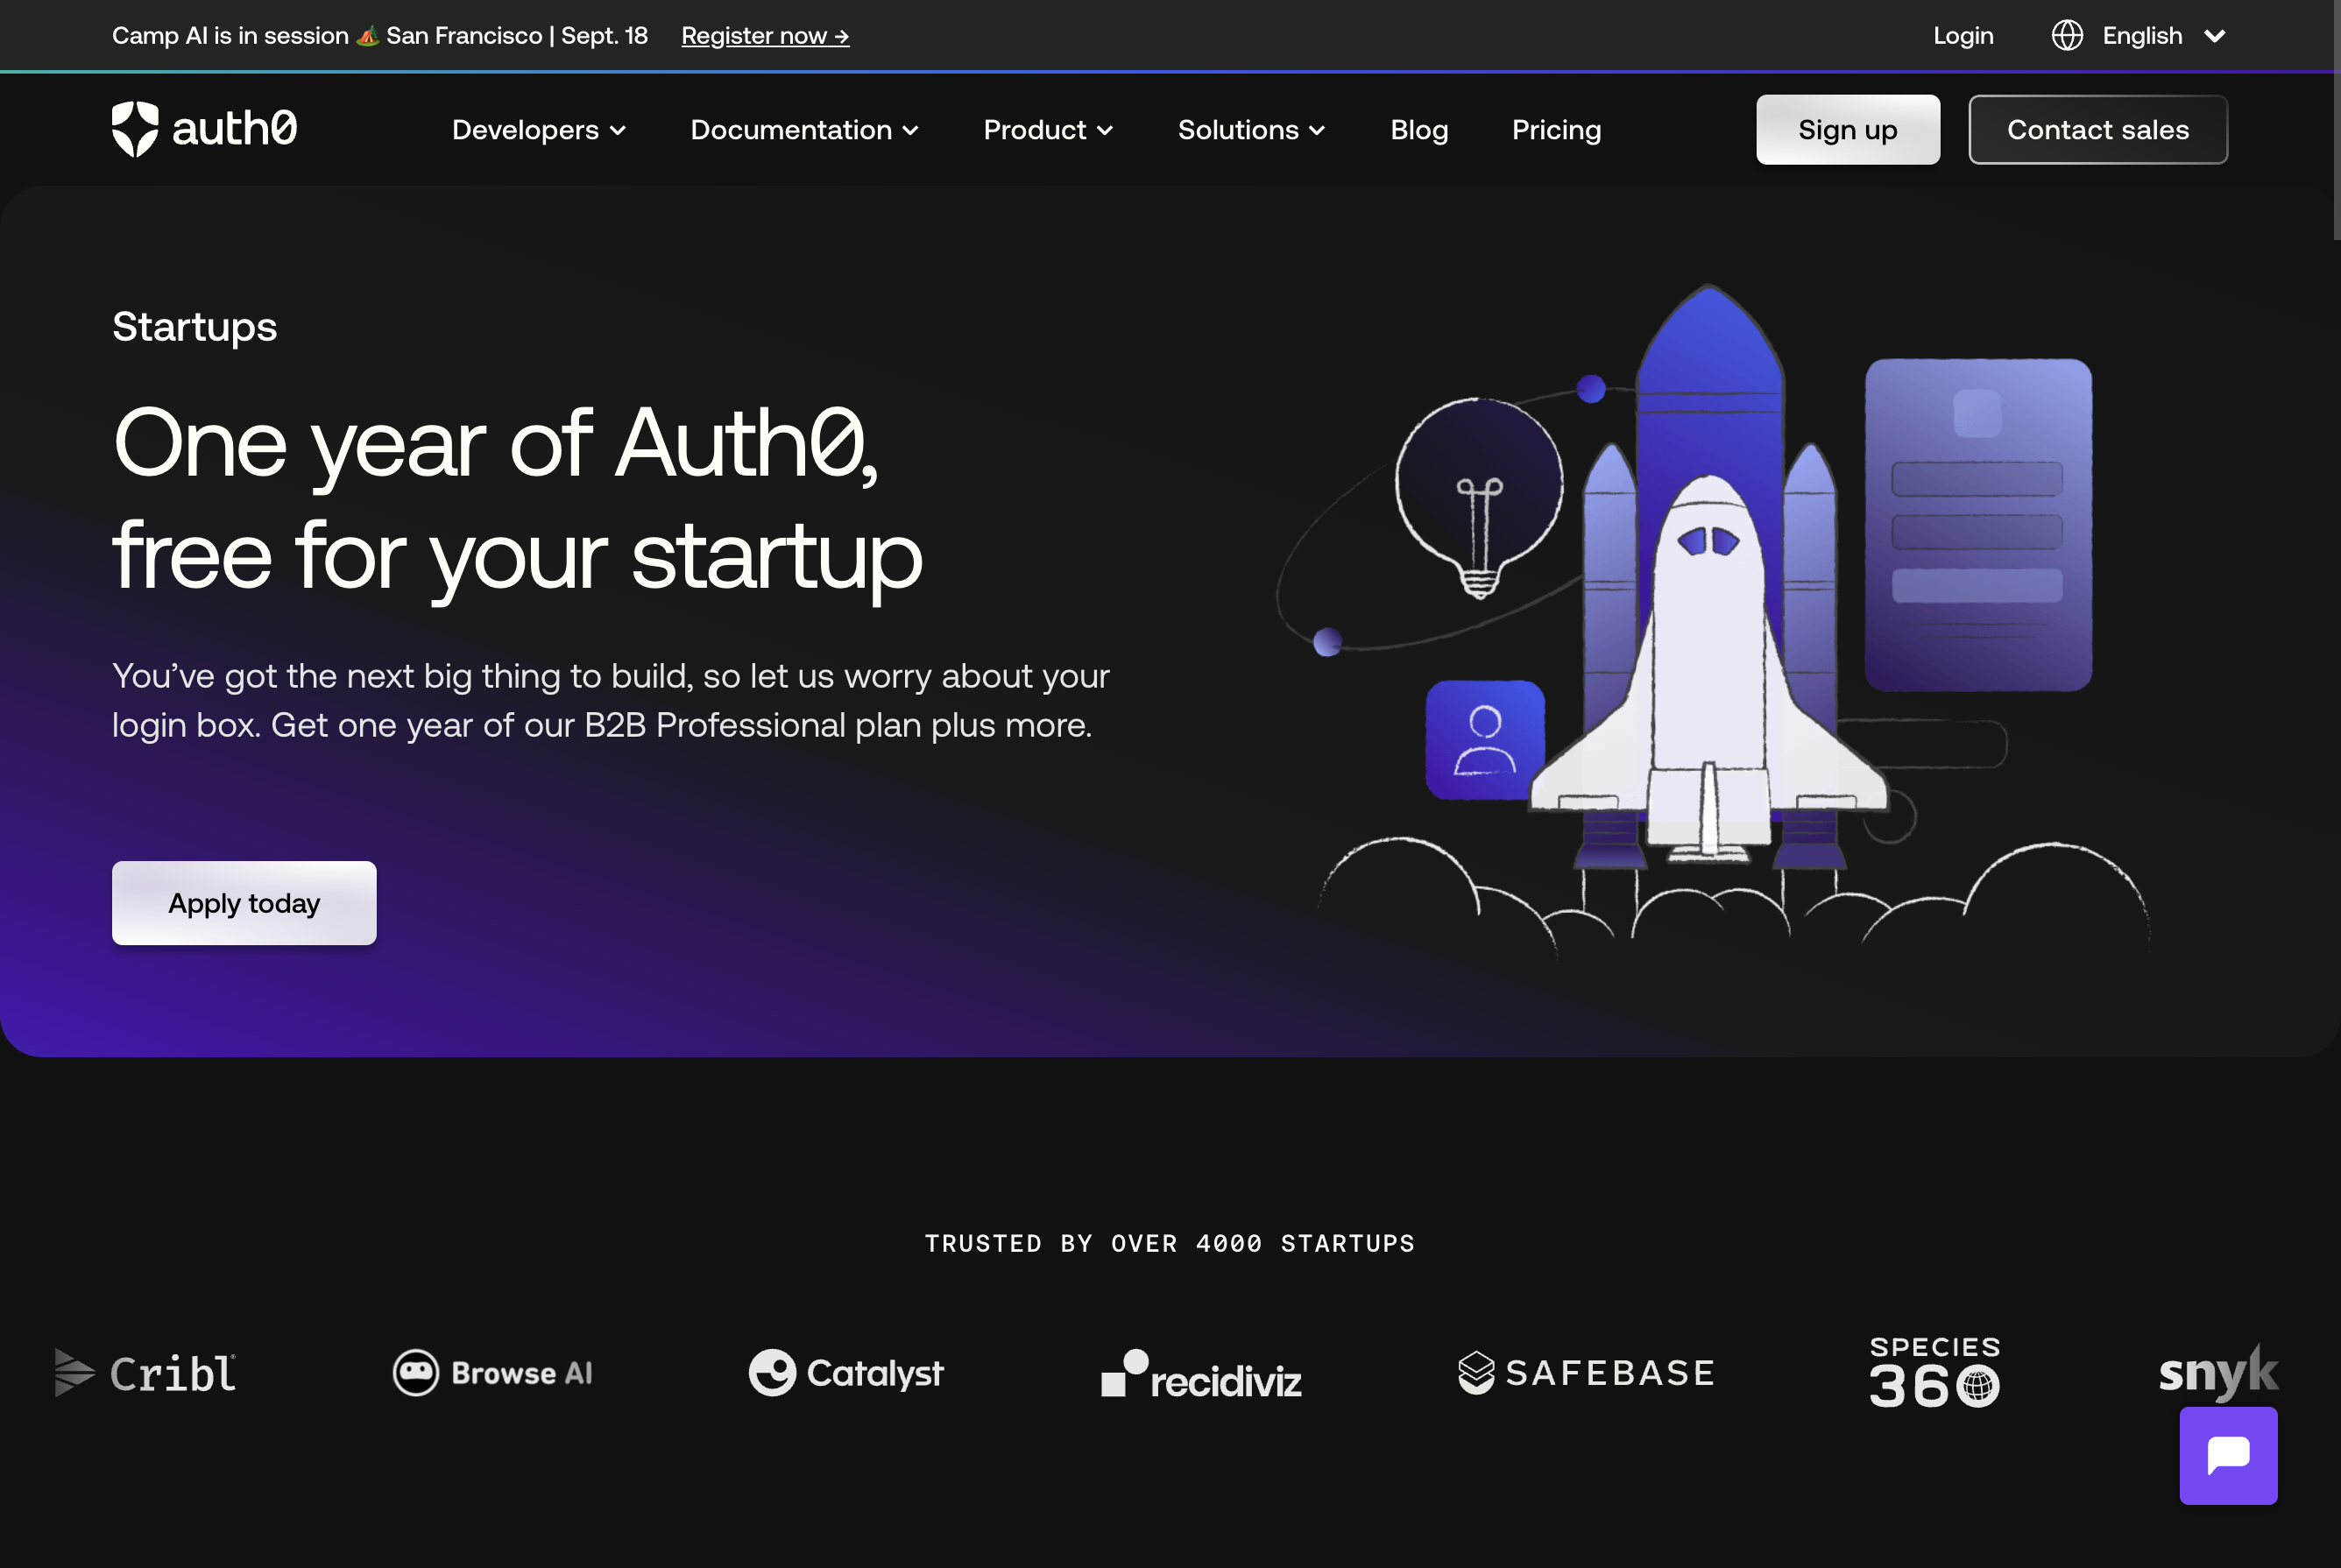 Camp AI is in session 🏕️ San Francisco | Sept. 18 Register now → Login English
auth0 Developers Documentation Product Solutions Blog Pricing Sign up Contact sales
Startups
One year of Auth0,
free for your startup
You’ve got the next big thing to build, so let us worry about your
login box. Get one year of our B2B Professional plan plus more.
Apply today
TRUSTED BY OVER 4000 STARTUPS
Cribl Browse AI Catalyst recidiviz SAFEBASE SPECIES 360 snyk